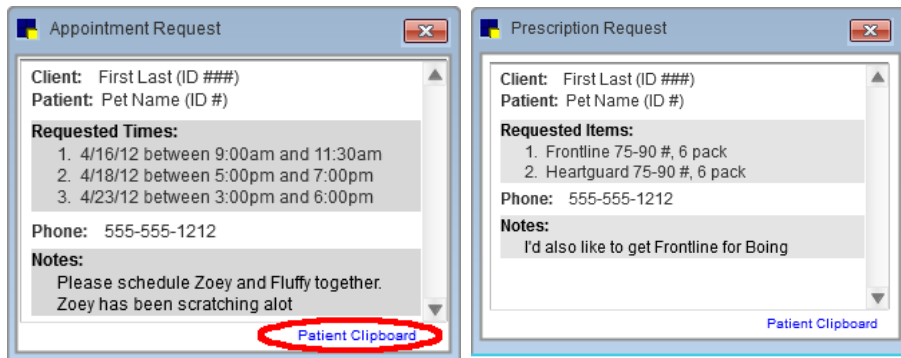 Appointment Request
Client: First Last (ID ###)
Patient: Pet Name (ID #)
Requested Times:
1. 4/16/12 between 9:00am and 11:30am
2. 4/18/12 between 5:00pm and 7:00pm
3. 4/23/12 between 3:00pm and 6:00pm
Phone: 555-555-1212
Notes:
Please schedule Zoey and Fluffy together.
Zoey has been scratching alot
Patient Clipboard
Prescription Request
Client: First Last (ID ###)
Patient: Pet Name (ID #)
Requested Items:
1. Frontline 75-90 #, 6 pack
2. Heartguard 75-90 #, 6 pack
Phone: 555-555-1212
Notes:
I'd also like to get Frontline for Boing
Patient Clipboard